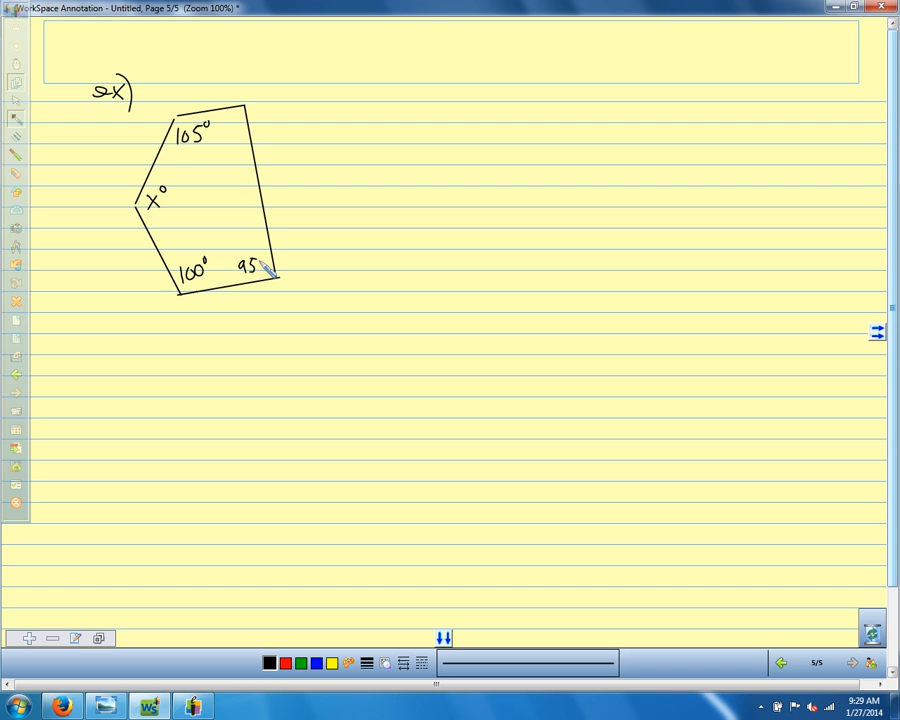 WorkSpace Annotation - Untitled, Page 5/5 (Zoom 100%) *
ex)
105°
x°
100° 95
5/5
9:29 AM
1/27/2014